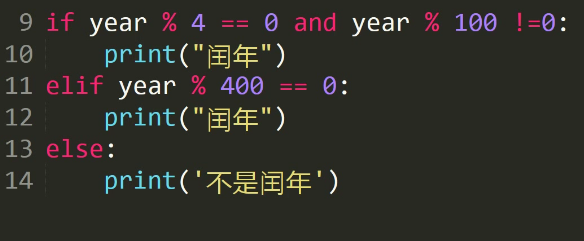 9 if year % 4 == 0 and year % 100 !=0:
10     print("闰年")
11 elif year % 400 == 0:
12     print("闰年")
13 else:
14     print('不是闰年')